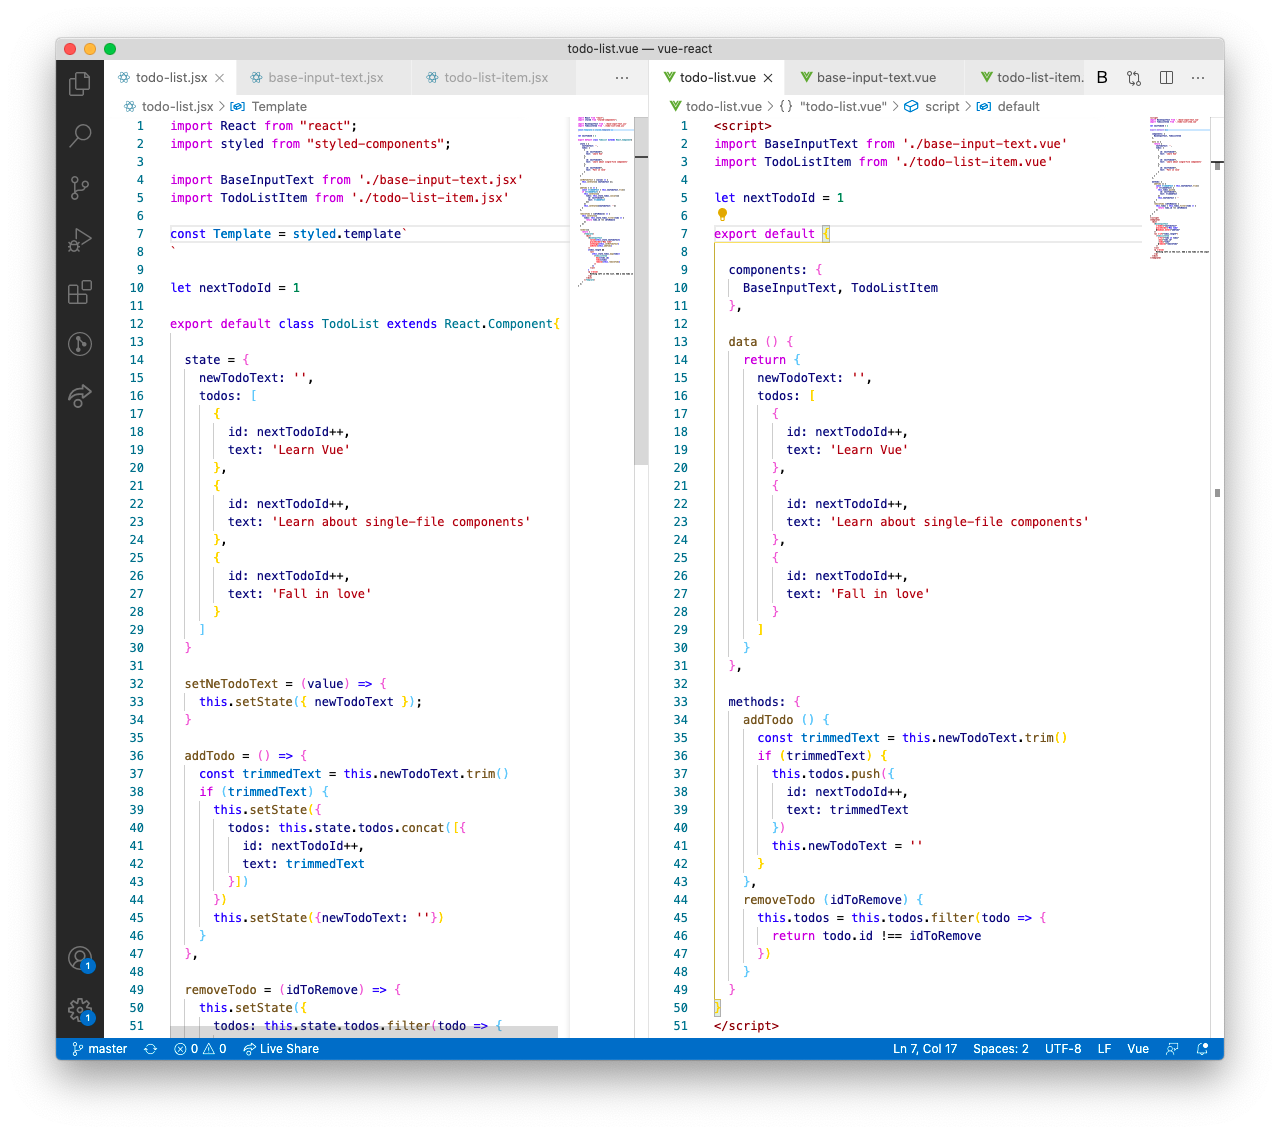 todo-list.vue — vue-react
todo-list.jsx
base-input-text.jsx
todo-list-item.jsx
todo-list.vue
base-input-text.vue
todo-list-item.
B
todo-list.jsx > Template
1 import React from "react";
2 import styled from "styled-components";
3
4 import BaseInputText from './base-input-text.jsx'
5 import TodoListItem from './todo-list-item.jsx'
6
7 const Template = styled.template`
8 `
9
10 let nextTodoId = 1
11
12 export default class TodoList extends React.Component{
13
14 state = {
15 newTodoText: '',
16 todos: [
17 {
18 id: nextTodoId++,
19 text: 'Learn Vue'
20 },
21 {
22 id: nextTodoId++,
23 text: 'Learn about single-file components'
24 },
25 {
26 id: nextTodoId++,
27 text: 'Fall in love'
28 }
29 ]
30 }
31
32 setNeTodoText = (value) => {
33 this.setState({ newTodoText });
34 }
35
36 addTodo = () => {
37 const trimmedText = this.newTodoText.trim()
38 if (trimmedText) {
39 this.setState({
40 todos: this.state.todos.concat([{
41 id: nextTodoId++,
42 text: trimmedText
43 }])
44 })
45 this.setState({newTodoText: ''})
46 }
47 },
48
49 removeTodo = (idToRemove) => {
50 this.setState({
51 todos: this.state.todos.filter(todo => {
todo-list.vue > {} "todo-list.vue" > script > default
1 <script>
2 import BaseInputText from './base-input-text.vue'
3 import TodoListItem from './todo-list-item.vue'
4
5 let nextTodoId = 1
6
7 export default {
8
9 components: {
10 BaseInputText, TodoListItem
11 },
12
13 data () {
14 return {
15 newTodoText: '',
16 todos: [
17 {
18 id: nextTodoId++,
19 text: 'Learn Vue'
20 },
21 {
22 id: nextTodoId++,
23 text: 'Learn about single-file components'
24 },
25 {
26 id: nextTodoId++,
27 text: 'Fall in love'
28 }
29 ]
30 }
31 },
32
33 methods: {
34 addTodo () {
35 const trimmedText = this.newTodoText.trim()
36 if (trimmedText) {
37 this.todos.push({
38 id: nextTodoId++,
39 text: trimmedText
40 })
41 this.newTodoText = ''
42 }
43 },
44 removeTodo (idToRemove) {
45 this.todos = this.todos.filter(todo => {
46 return todo.id !== idToRemove
47 })
48 }
49 }
50 }
51 </script>
1
1
master
0
0
Live Share
Ln 7, Col 17
Spaces: 2
UTF-8
LF
Vue